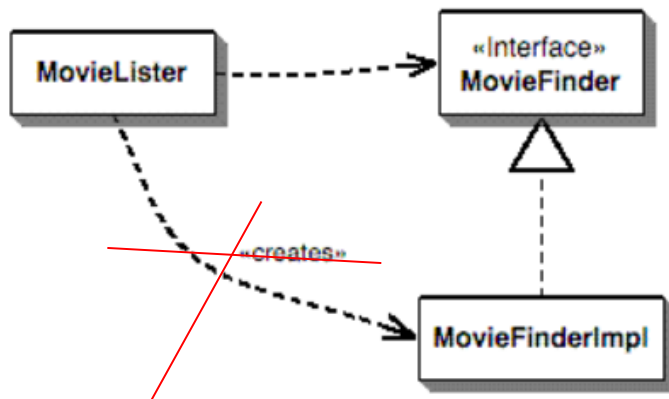 MovieLister
«Interface»
MovieFinder
«creates»
MovieFinderImpl